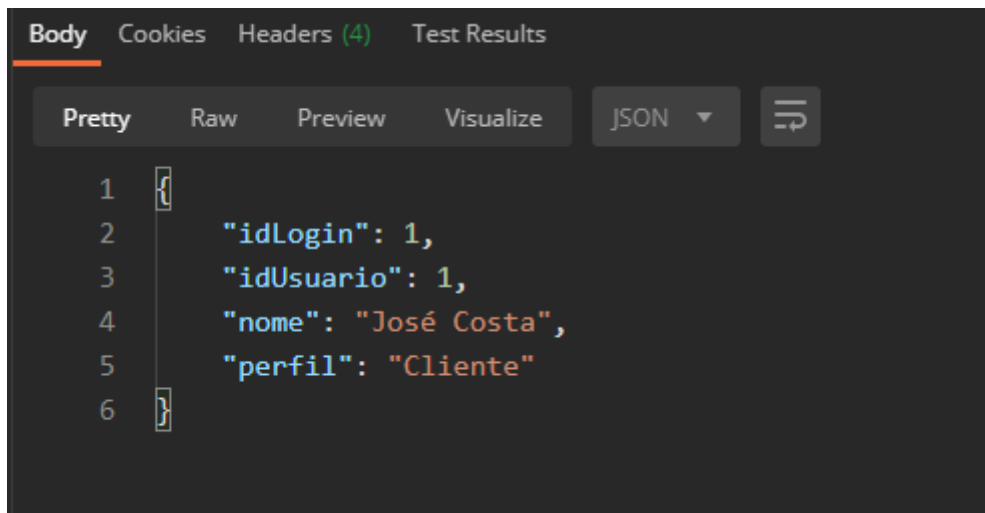 Body Cookies Headers (4) Test Results
Pretty Raw Preview Visualize JSON
1 {
2 "idLogin": 1,
3 "idUsuario": 1,
4 "nome": "José Costa",
5 "perfil": "Cliente"
6 }